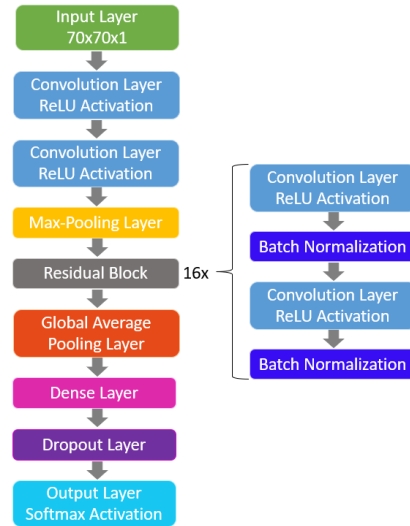 Input Layer
70x70x1
Convolution Layer
ReLU Activation
Convolution Layer
ReLU Activation
Max-Pooling Layer
Residual Block
16x
Global Average
Pooling Layer
Dense Layer
Dropout Layer
Output Layer
Softmax Activation
Convolution Layer
ReLU Activation
Batch Normalization
Convolution Layer
ReLU Activation
Batch Normalization